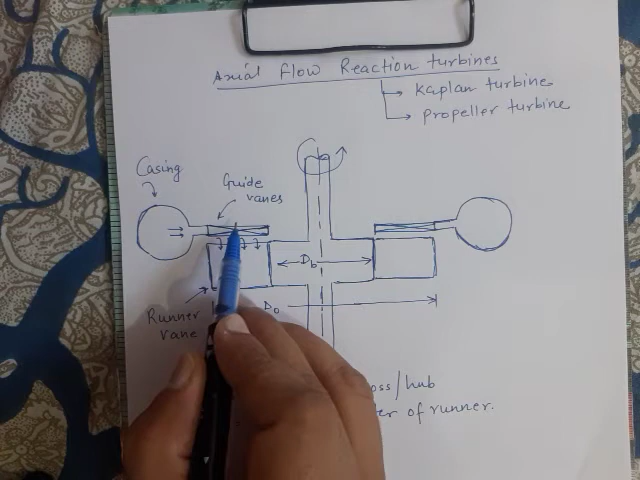 Axial Flow Reaction turbines
→ Kaplan turbine
→ propeller turbine
Casing
Guide
vanes
Db
Do
Runner
vane
oss/hub
er of runner.